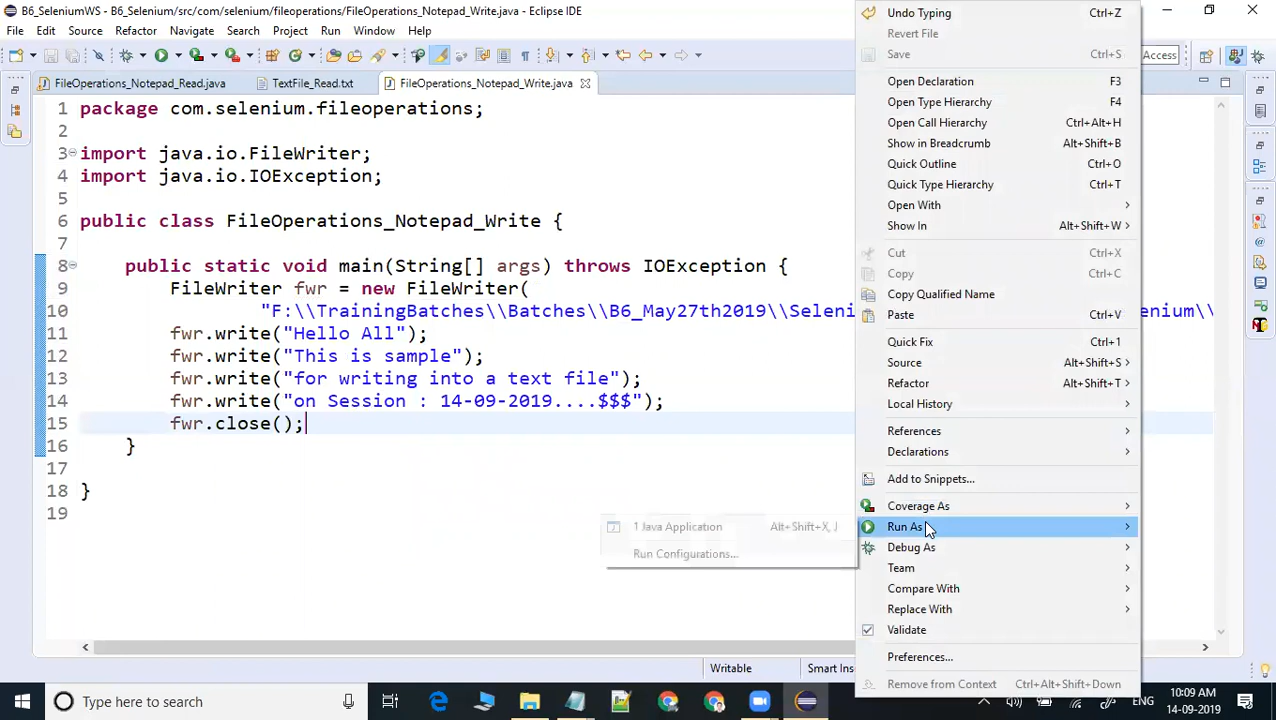 B6_SeleniumWS - B6_Selenium/src/com/selenium/fileoperations/FileOperations_Notepad_Write.java - Eclipse IDE
File Edit Source Refactor Navigate Search Project Run Window Help
Access
FileOperations_Notepad_Read.java TextFile_Read.txt FileOperations_Notepad_Write.java
1 package com.selenium.fileoperations;
2
3 import java.io.FileWriter;
4 import java.io.IOException;
5
6 public class FileOperations_Notepad_Write {
7
8 public static void main(String[] args) throws IOException {
9 FileWriter fwr = new FileWriter(
10 "F:\\TrainingBatches\\Batches\\B6_May27th2019\\Seleni enium\\
11 fwr.write("Hello All");
12 fwr.write("This is sample");
13 fwr.write("for writing into a text file");
14 fwr.write("on Session : 14-09-2019....$$$");
15 fwr.close();
16 }
17
18 }
19
Undo Typing Ctrl+Z
Revert File
Save Ctrl+S
Open Declaration F3
Open Type Hierarchy F4
Open Call Hierarchy Ctrl+Alt+H
Show in Breadcrumb Alt+Shift+B
Quick Outline Ctrl+O
Quick Type Hierarchy Ctrl+T
Open With
Show In Alt+Shift+W
Cut Ctrl+X
Copy Ctrl+C
Copy Qualified Name
Paste Ctrl+V
Quick Fix Ctrl+1
Source Alt+Shift+S
Refactor Alt+Shift+T
Local History
References
Declarations
Add to Snippets...
Coverage As
Run As
Debug As
Team
Compare With
Replace With
Validate
Preferences...
Remove from Context Ctrl+Alt+Shift+Down
1 Java Application Alt+Shift+X, J
Run Configurations...
Writable Smart Ins
Type here to search
ENG
10:09 AM
14-09-2019